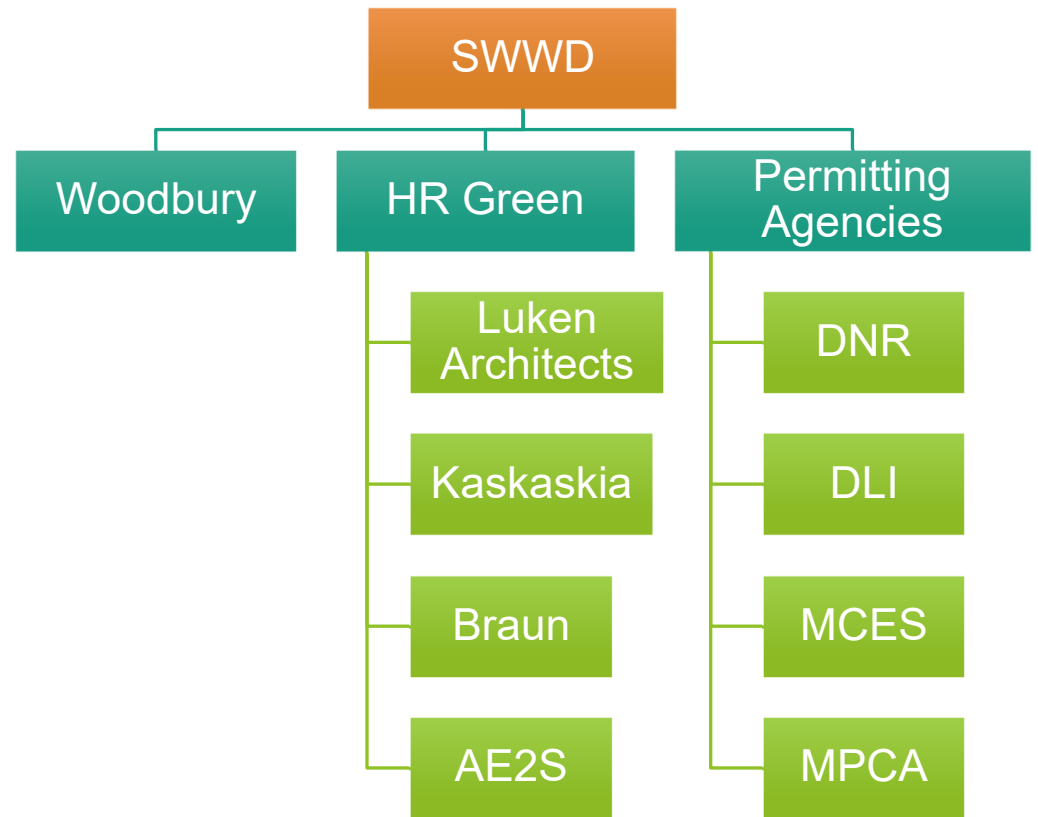 SWWD
Woodbury
HR Green
Permitting
Agencies
Luken
Architects
Kaskaskia
Braun
AE2S
DNR
DLI
MCES
MPCA